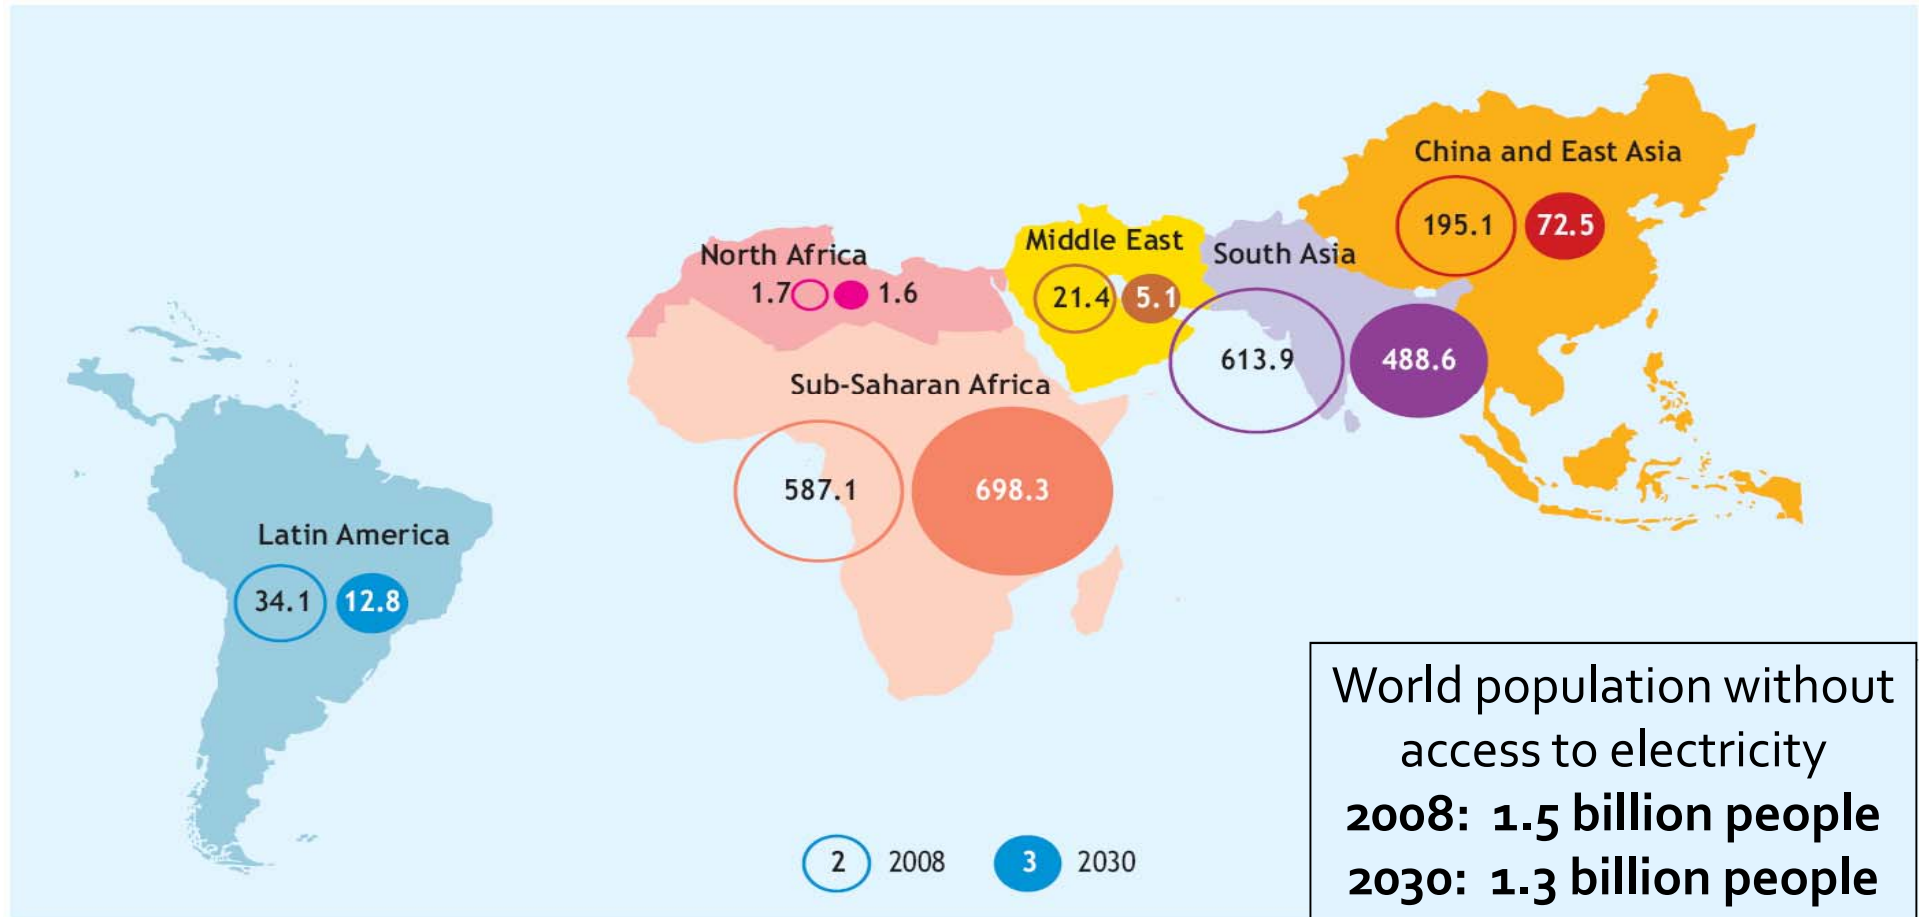 China and East Asia
195.1 72.5
Middle East
21.4 5.1
South Asia
613.9 488.6
North Africa
1.7 1.6
Sub-Saharan Africa
587.1 698.3
Latin America
34.1 12.8
2 2008 3 2030
World population without
access to electricity
2008: 1.5 billion people
2030: 1.3 billion people